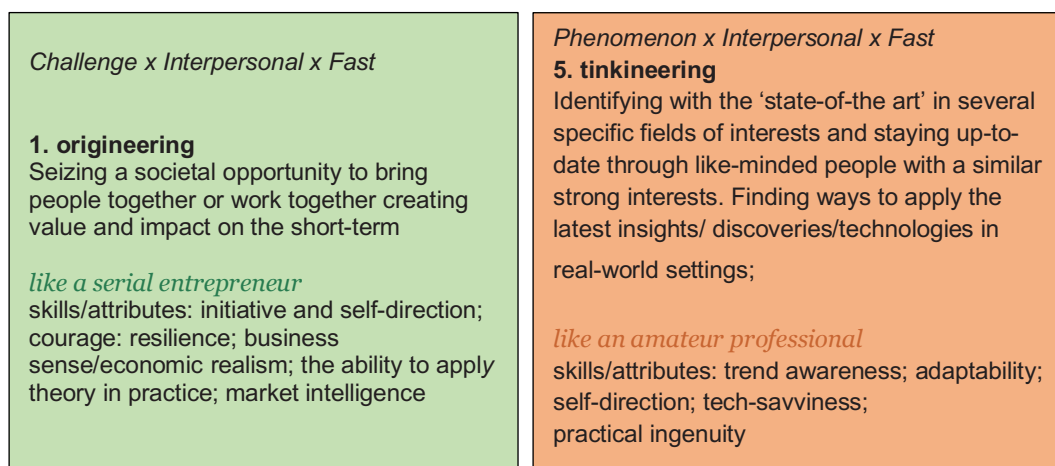 Challenge x Interpersonal x Fast
1. origineering
Seizing a societal opportunity to bring
people together or work together creating
value and impact on the short-term
like a serial entrepreneur
skills/attributes: initiative and self-direction;
courage: resilience; business
sense/economic realism; the ability to apply
theory in practice; market intelligence
Phenomenon x Interpersonal x Fast
5. tinkineering
Identifying with the ‘state-of-the art’ in several
specific fields of interests and staying up-to-
date through like-minded people with a similar
strong interests. Finding ways to apply the
latest insights/ discoveries/technologies in
real-world settings;
like an amateur professional
skills/attributes: trend awareness; adaptability;
self-direction; tech-savviness;
practical ingenuity